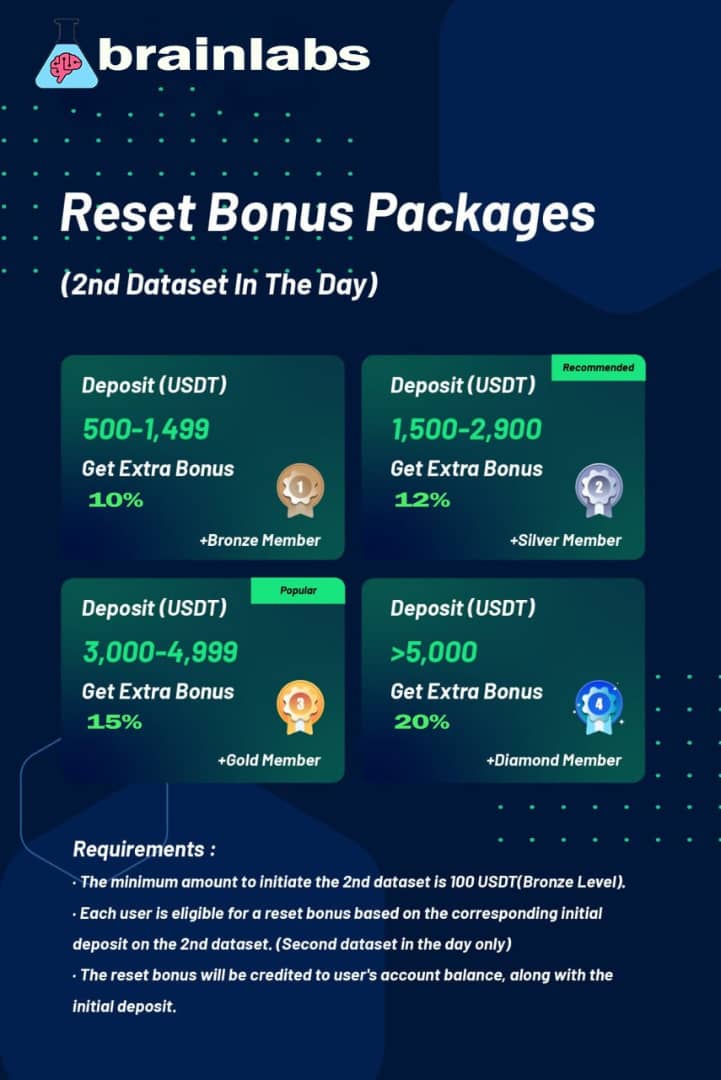 brainlabs
Reset Bonus Packages
(2nd Dataset In The Day)
Deposit (USDT)
500-1,499
Get Extra Bonus
10%
1
+Bronze Member
Recommended
Deposit (USDT)
1,500-2,900
Get Extra Bonus
12%
2
+Silver Member
Popular
Deposit (USDT)
3,000-4,999
Get Extra Bonus
15%
3
+Gold Member
Deposit (USDT)
>5,000
Get Extra Bonus
20%
4
+Diamond Member
Requirements :
· The minimum amount to initiate the 2nd dataset is 100 USDT(Bronze Level).
· Each user is eligible for a reset bonus based on the corresponding initial
deposit on the 2nd dataset. (Second dataset in the day only)
· The reset bonus will be credited to user's account balance, along with the
initial deposit.